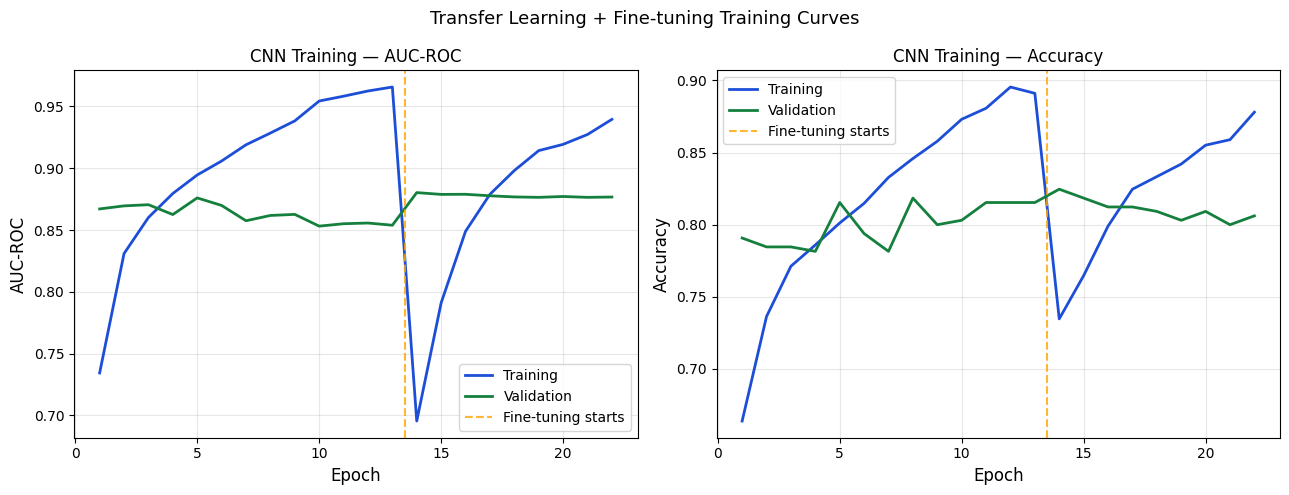 Transfer Learning + Fine-tuning Training Curves
CNN Training — AUC-ROC
AUC-ROC
0.95
0.90
0.85
0.80
0.75
0.70
0
5
10
15
20
Epoch
Training
Validation
Fine-tuning starts
CNN Training — Accuracy
Accuracy
0.90
0.85
0.80
0.75
0.70
0
5
10
15
20
Epoch
Training
Validation
Fine-tuning starts